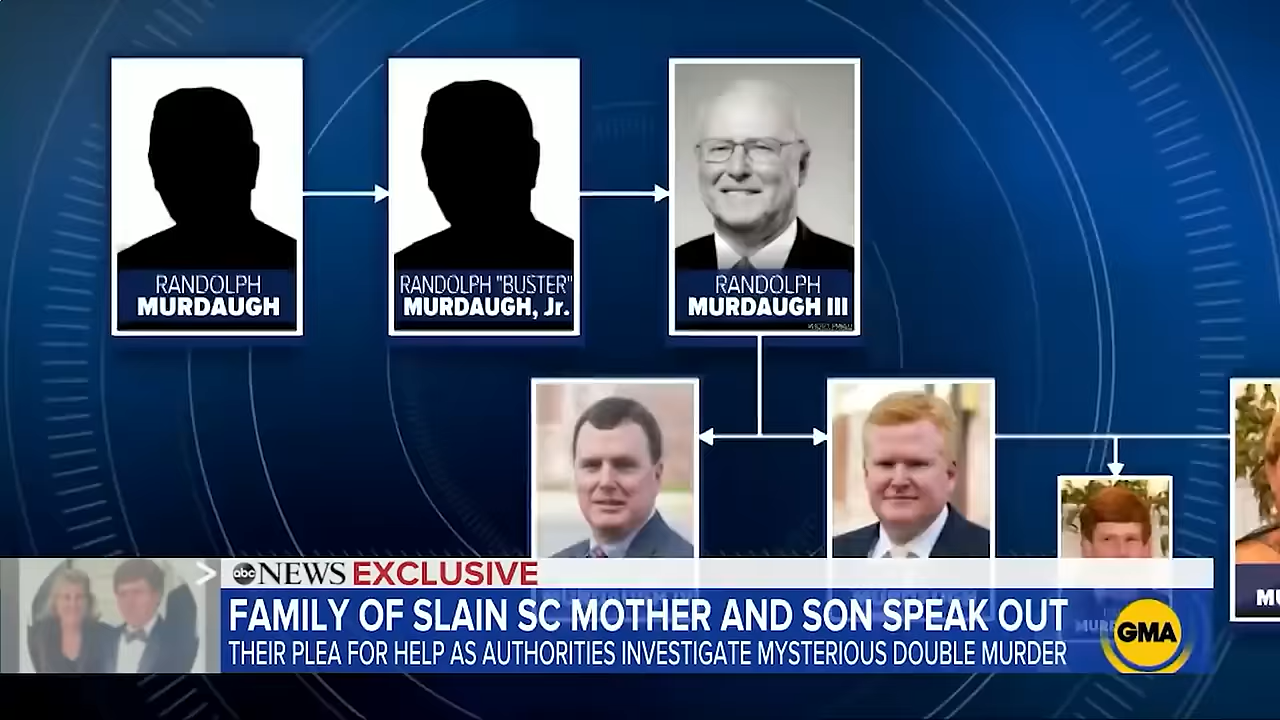 RANDOLPH
MURDAUGH
RANDOLPH "BUSTER"
MURDAUGH, Jr.
RANDOLPH
MURDAUGH III
abc NEWS EXCLUSIVE
FAMILY OF SLAIN SC MOTHER AND SON SPEAK OUT
THEIR PLEA FOR HELP AS AUTHORITIES INVESTIGATE MYSTERIOUS DOUBLE MURDER
GMA
MU